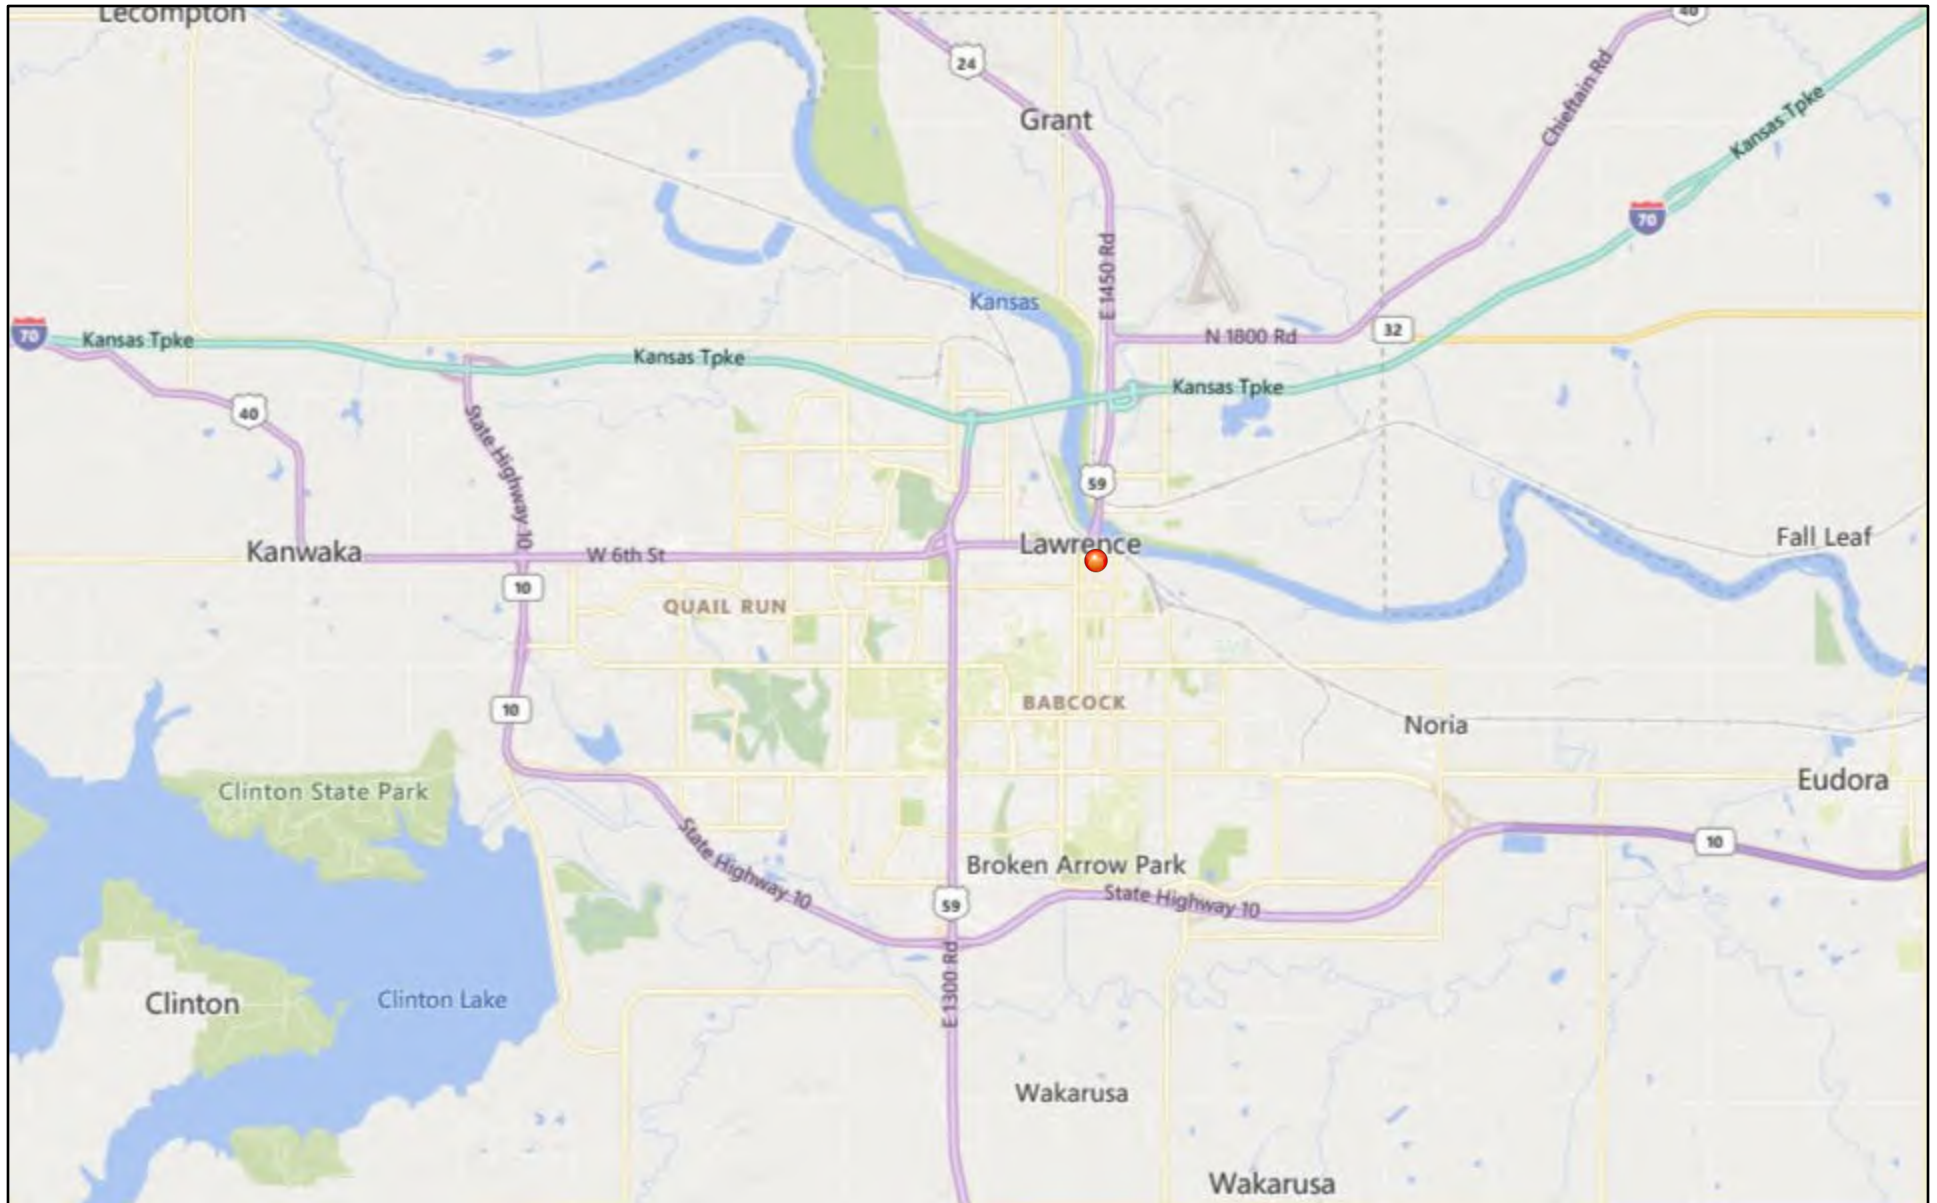 Lecompton
40
24
Chieftain Rd
Kansas Tpke
Grant
70
E 1450 Rd
Kansas
70
Kansas Tpke
Kansas Tpke
N 1800 Rd
32
Kansas Tpke
40
State Highway 10
59
Kanwaka
W 6th St
Lawrence
Fall Leaf
10
QUAIL RUN
10
BABCOCK
Noria
Clinton State Park
Eudora
State Highway 10
10
Broken Arrow Park
59
State Highway 10
E 1300 Rd
Clinton
Clinton Lake
Wakarusa
Wakarusa